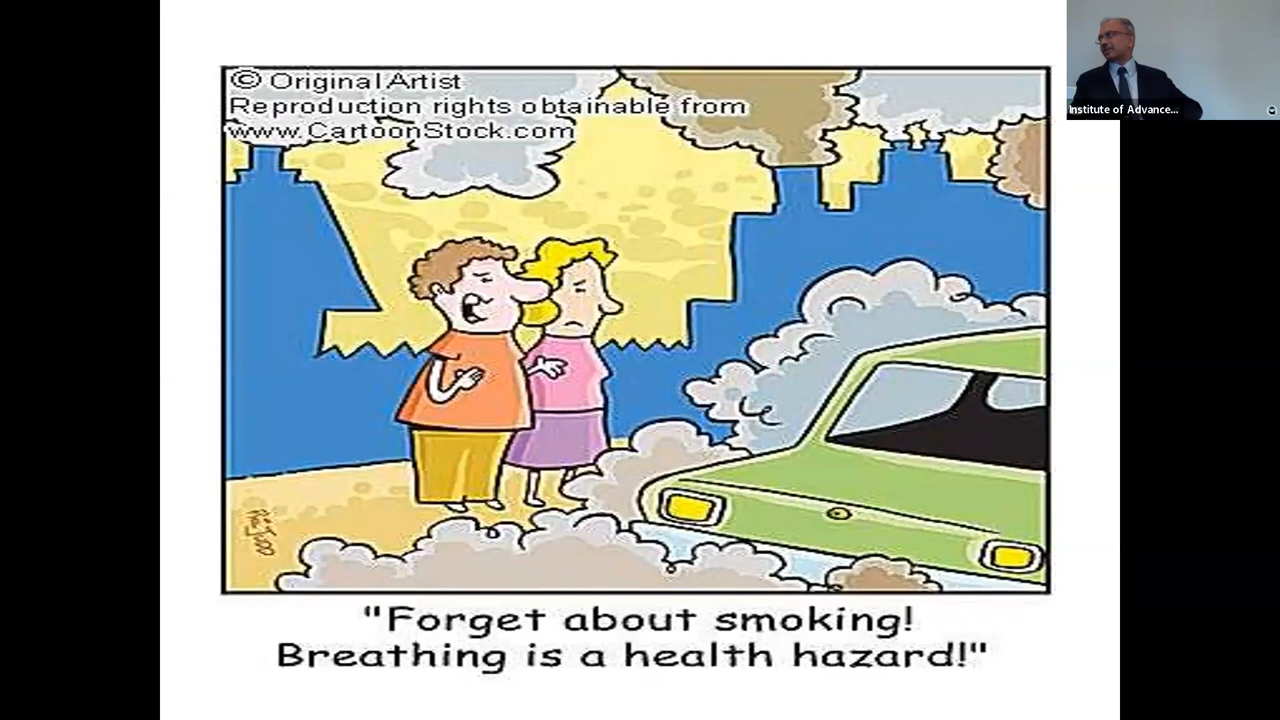 © Original Artist
Reproduction rights obtainable from
www.CartoonStock.com
Institute of Advance...
"Forget about smoking!
Breathing is a health hazard!"